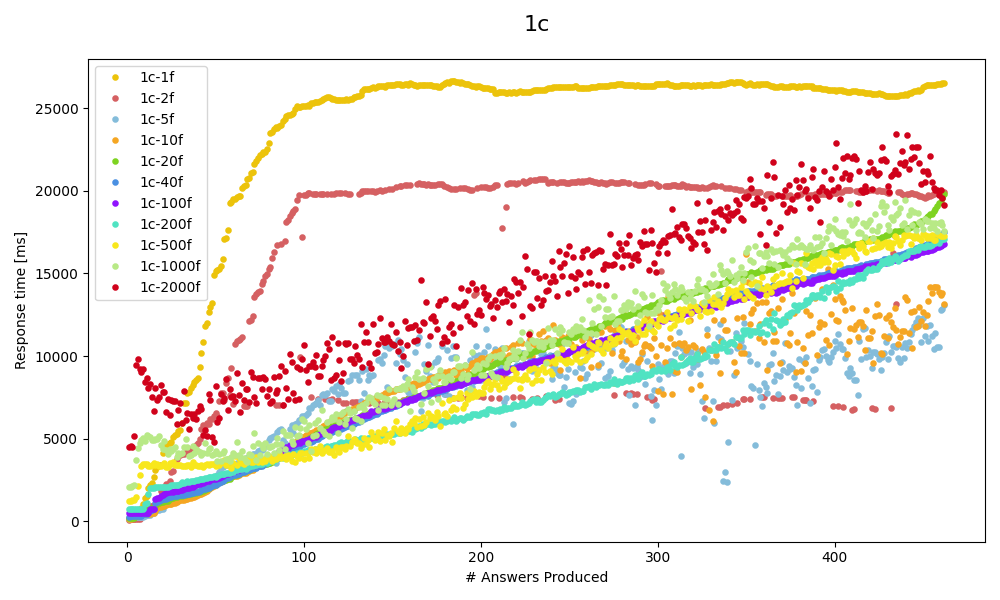 1c
1c-1f
1c-2f
1c-5f
1c-10f
1c-20f
1c-40f
1c-100f
1c-200f
1c-500f
1c-1000f
1c-2000f
Response time [ms]
25000
20000
15000
10000
5000
0
0 100 200 300 400
# Answers Produced